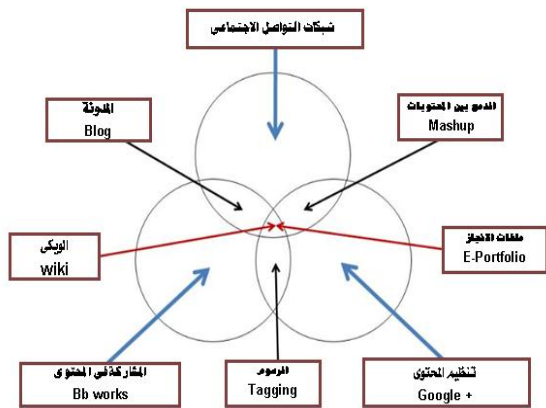 شبكات التواصل الاجتماعي
المدونة
Blog
الدمج بين المحتويات
Mashup
الويكي
wiki
ملفات الانجاز
E-Portfolio
المشاركة في المحتوى
Bb works
الوسوم
Tagging
تنظيم المحتوى
Google +